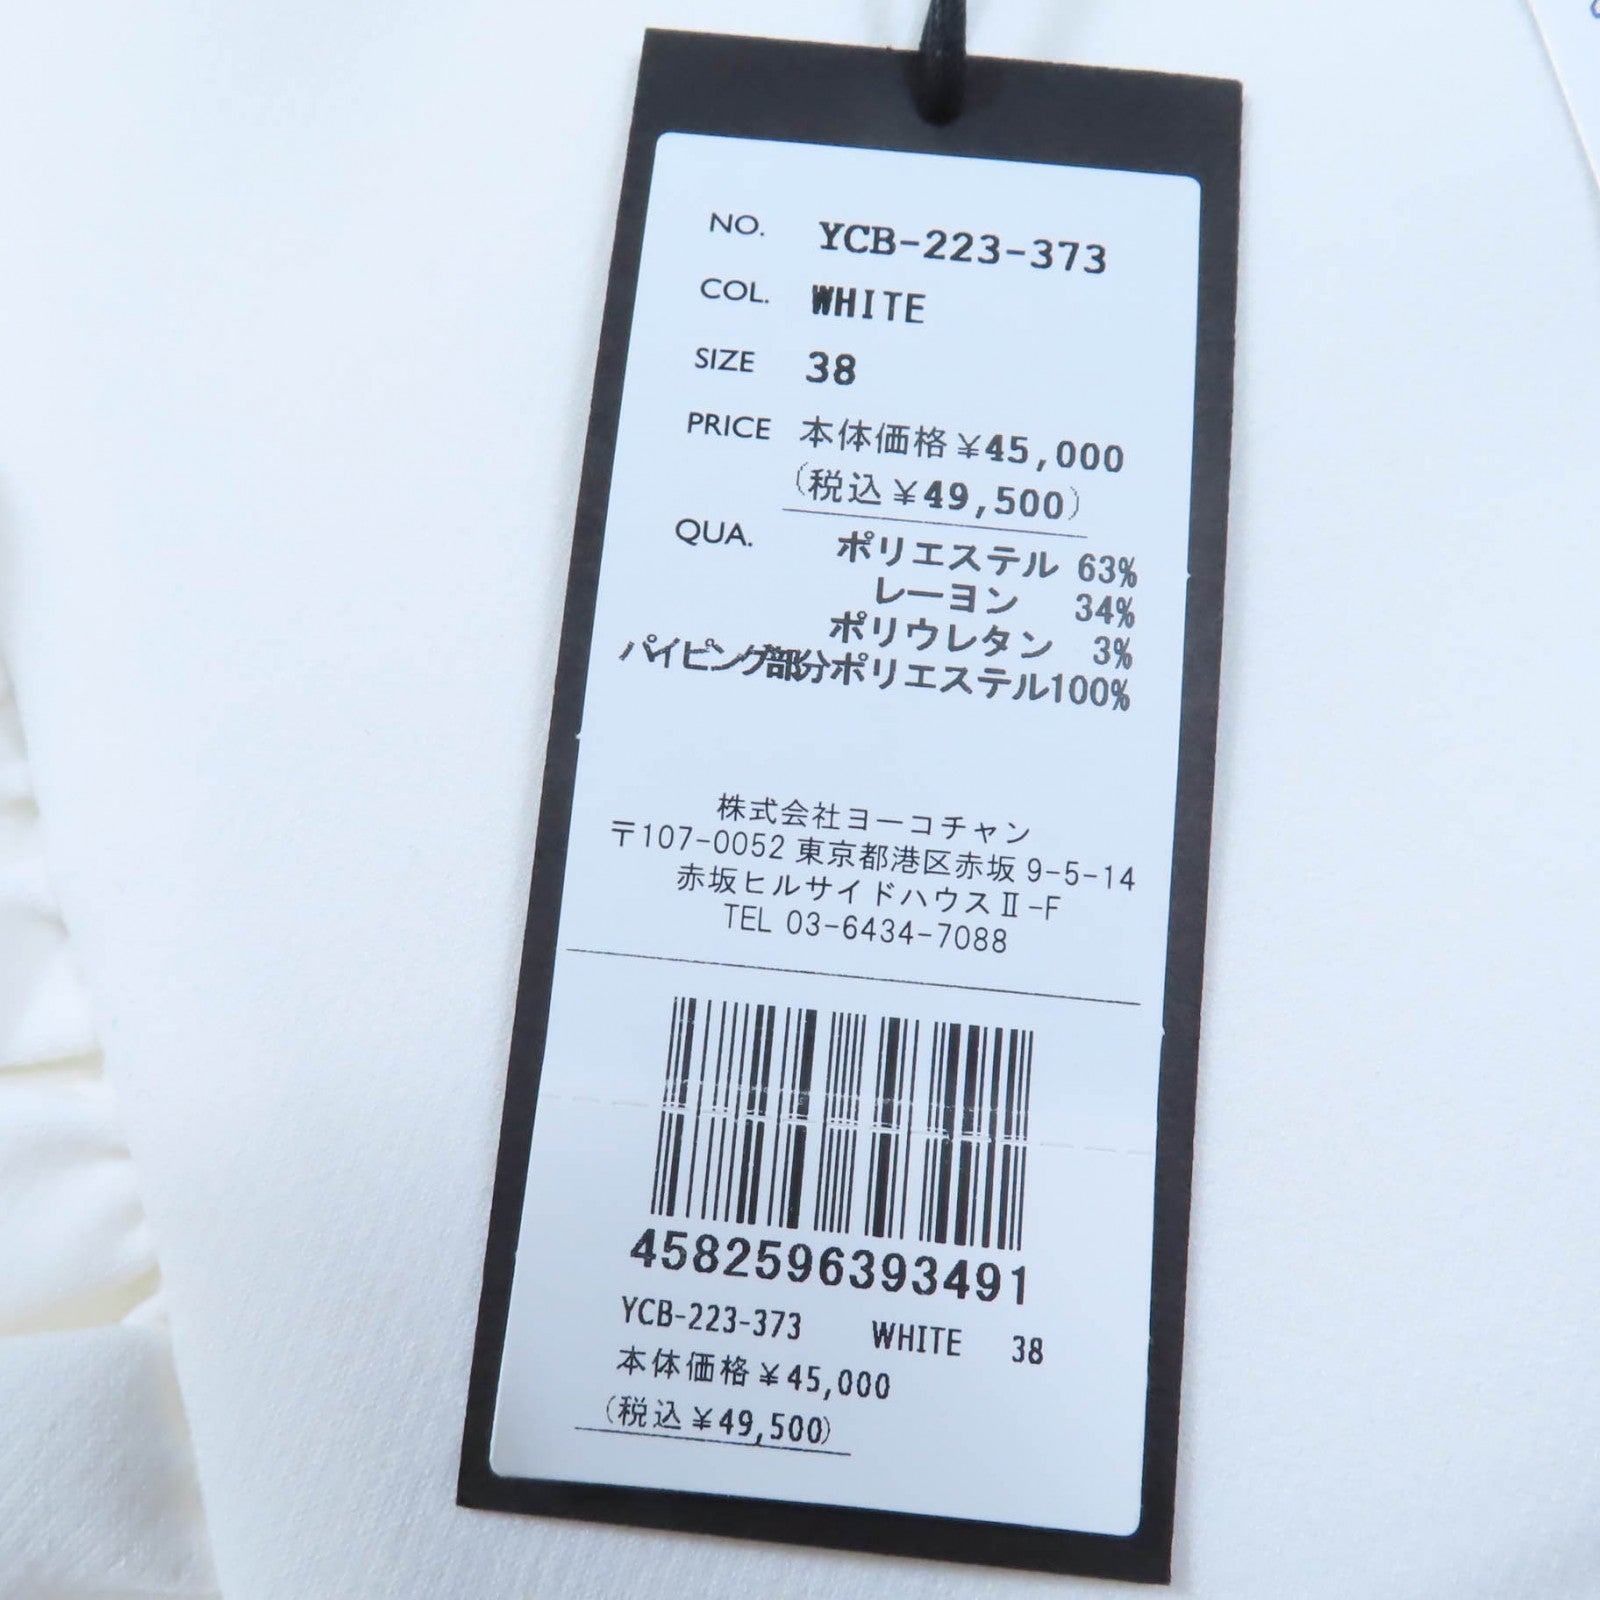 NO. YCB-223-373
COL. WHITE
SIZE 38
PRICE 本体価格¥45,000
(税込¥49,500)
QUA. ポリエステル 63%
レーヨン 34%
ポリウレタン 3%
パイピング部分ポリエステル100%
株式会社ヨーコチャン
〒107-0052 東京都港区赤坂 9-5-14
赤坂ヒルサイドハウスⅡ-F
TEL 03-6434-7088
4582596393491
YCB-223-373 WHITE 38
本体価格¥45,000
(税込¥49,500)